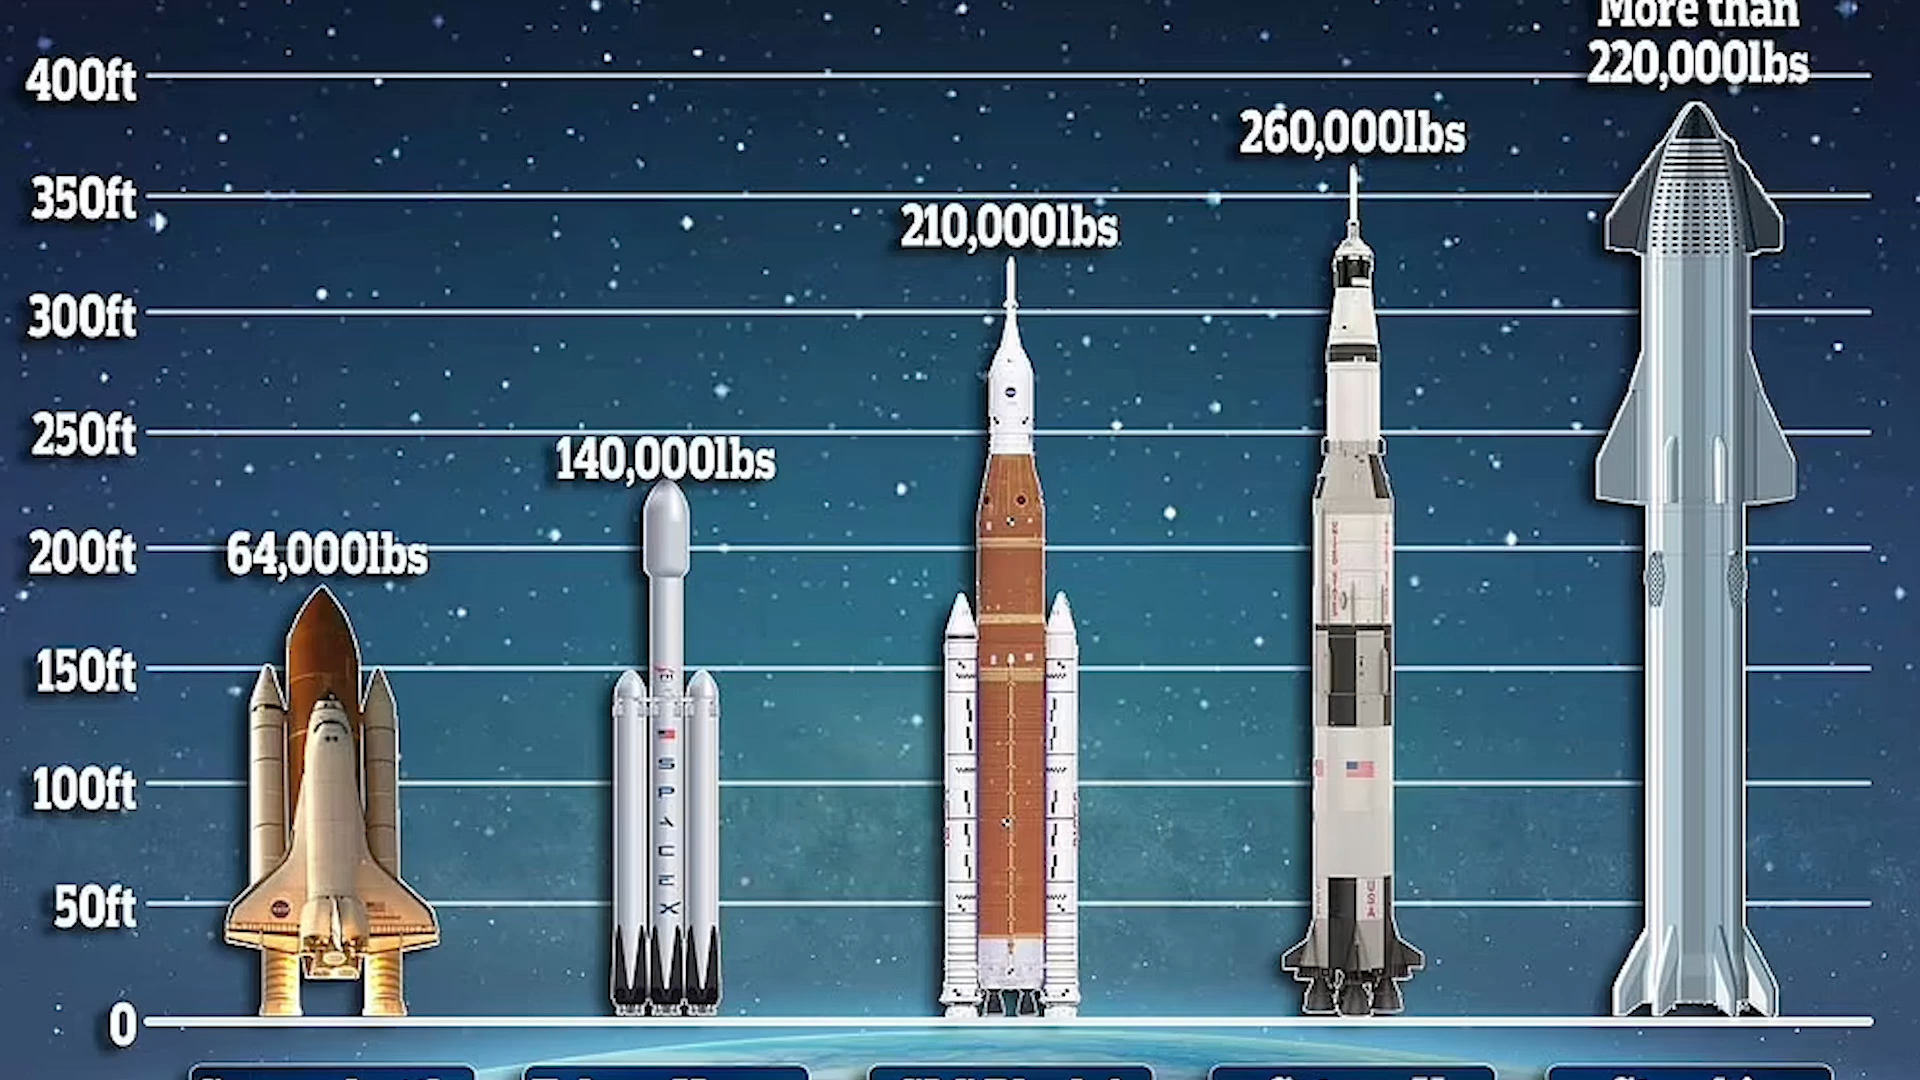 More than
220,000lbs
400ft
260,000lbs
350ft
210,000lbs
300ft
250ft
140,000lbs
200ft
64,000lbs
150ft
100ft
50ft
0
SPACEX
USA